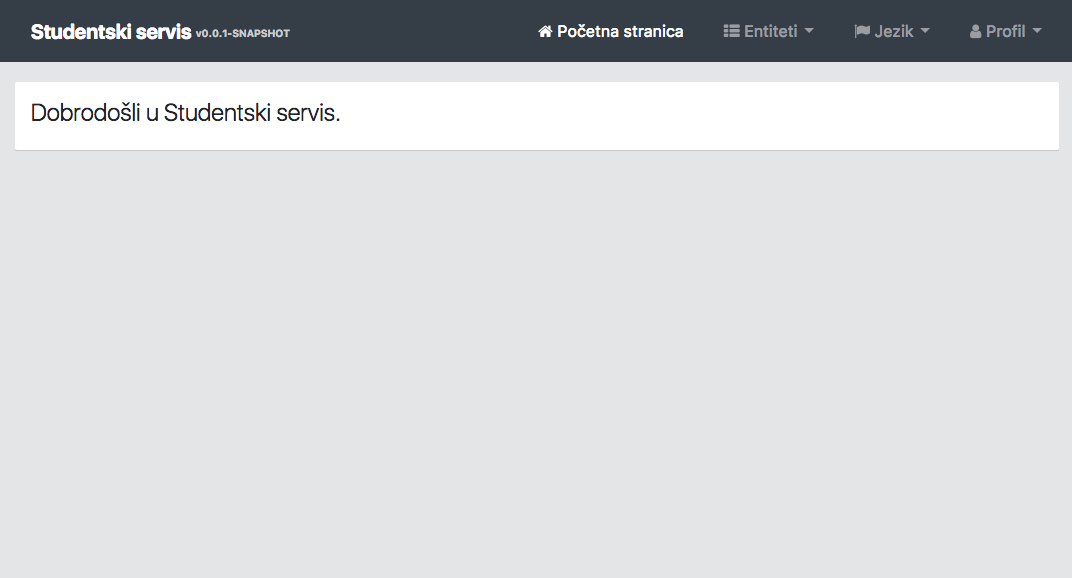 Studentski servis v0.0.1-SNAPSHOT Početna stranica Entiteti Jezik Profil
Dobrodošli u Studentski servis.